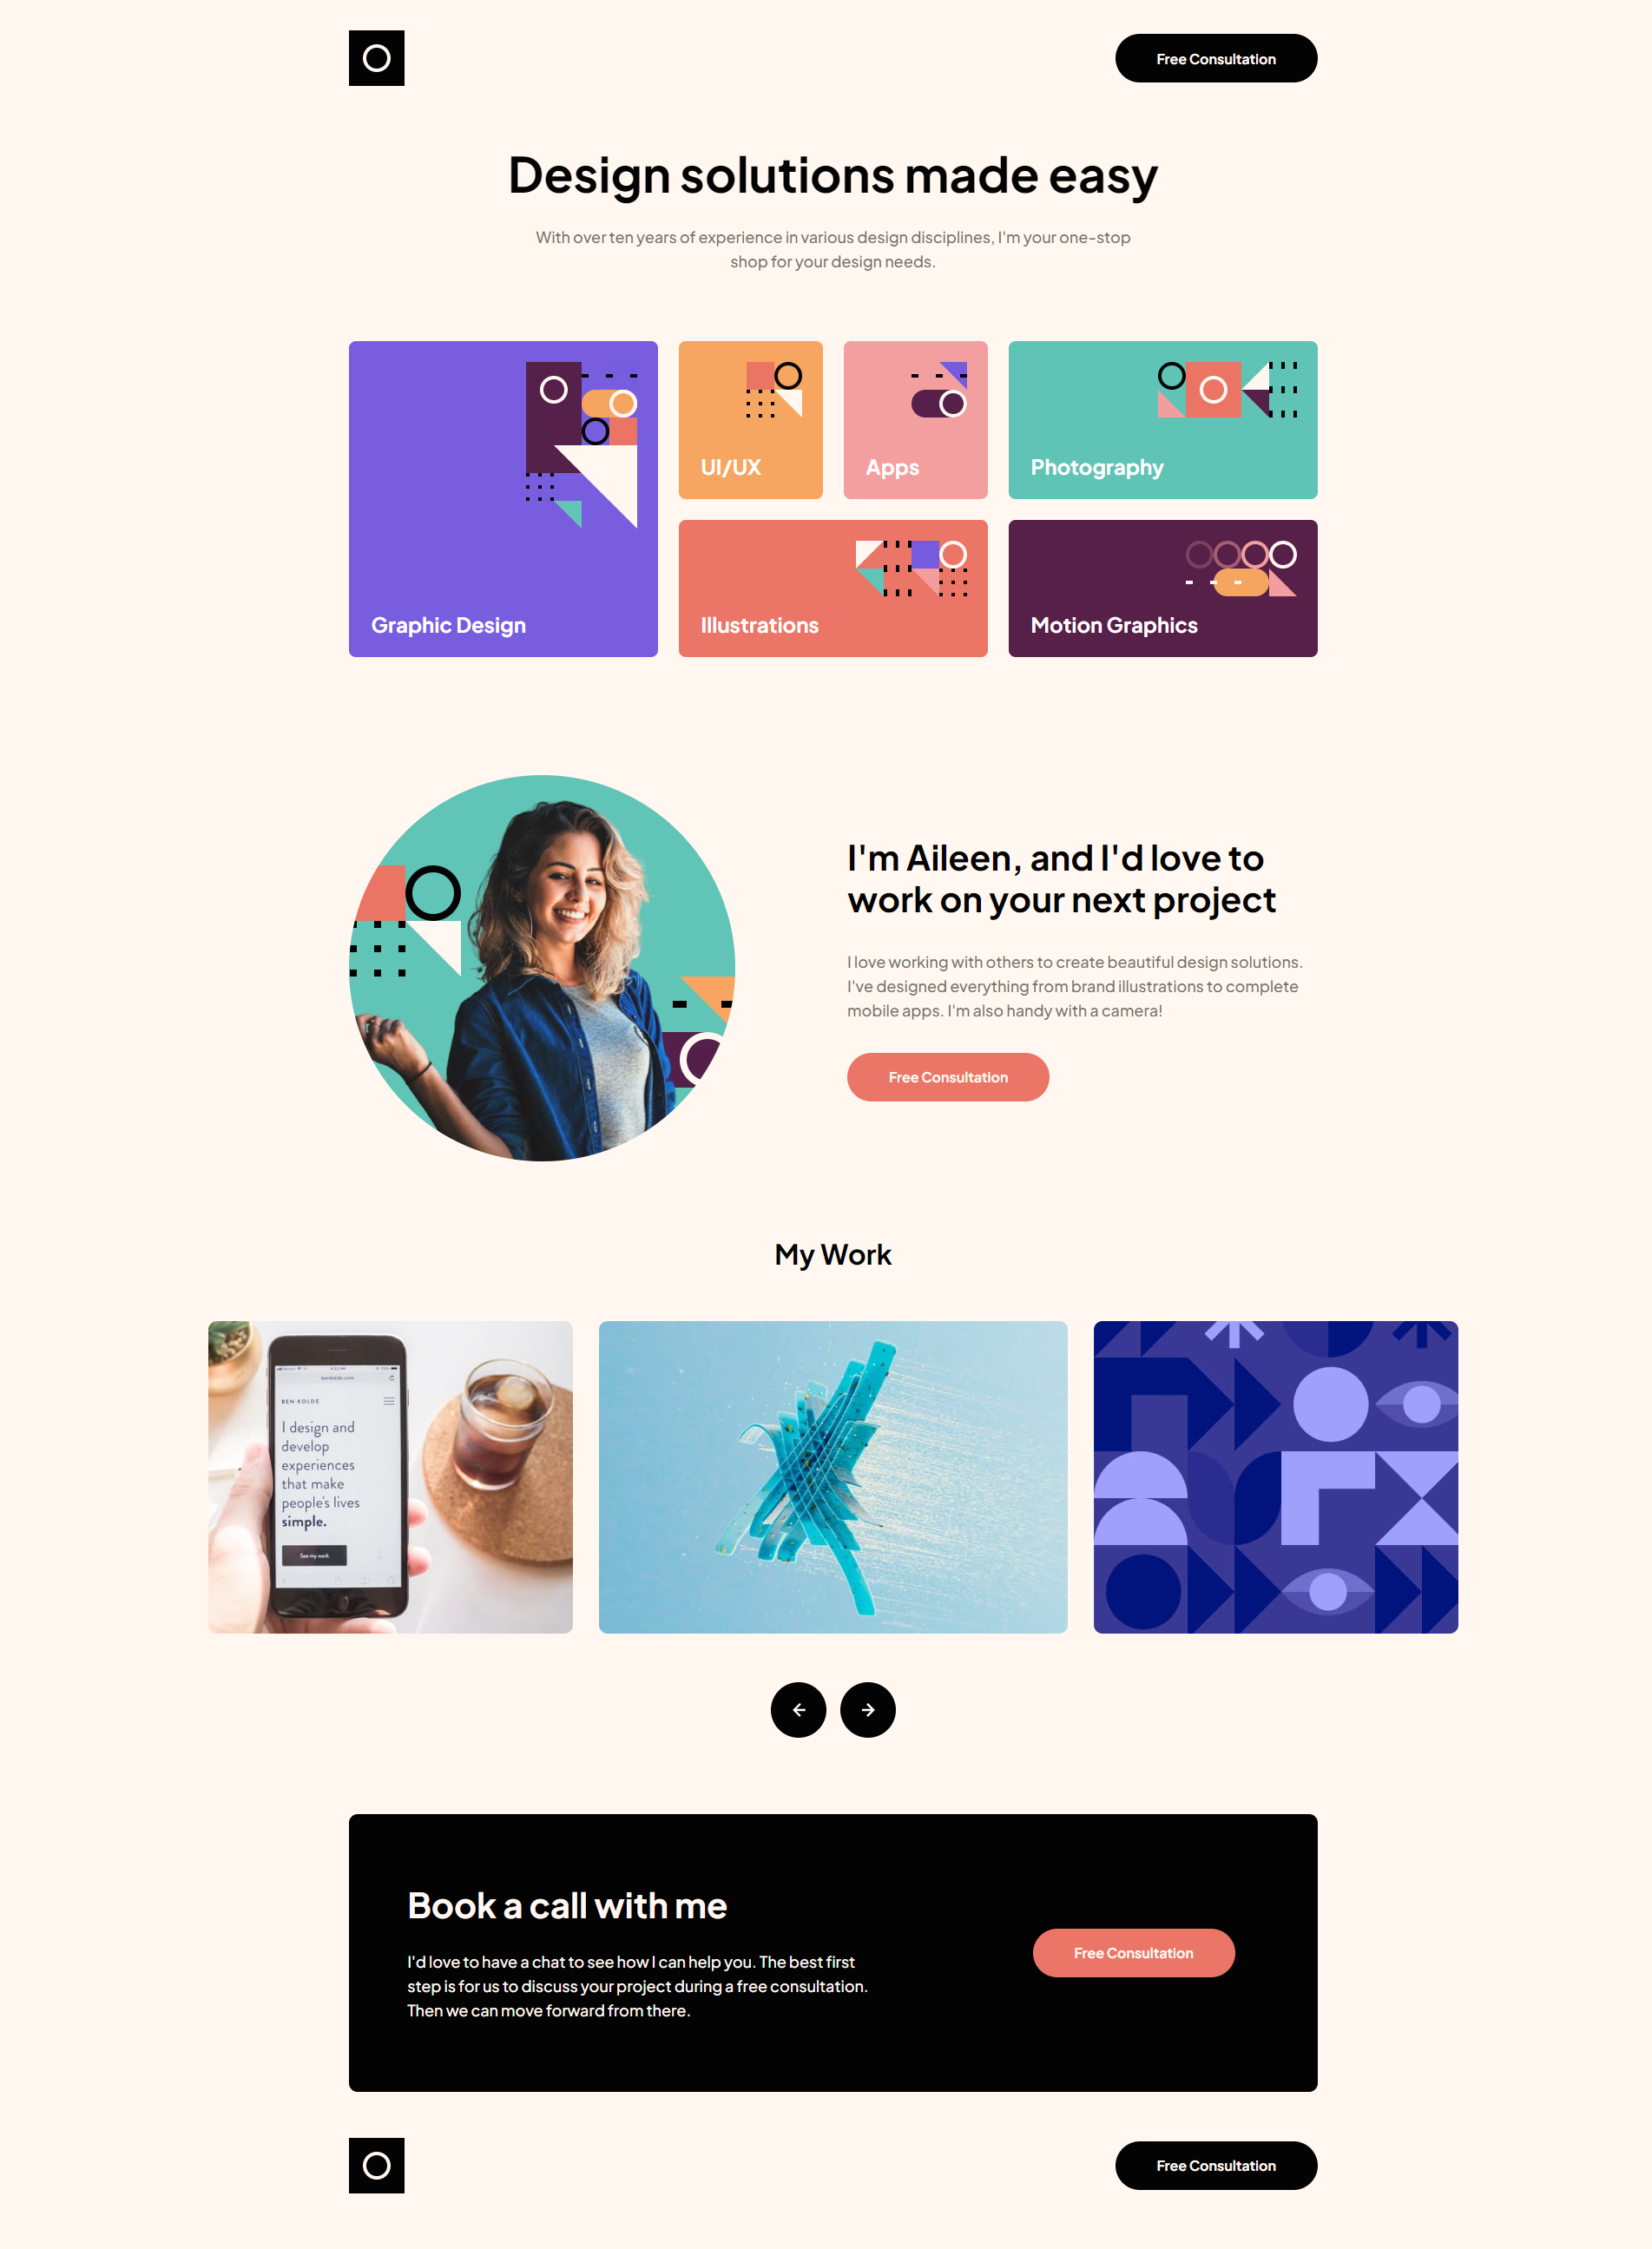 Free Consultation
Design solutions made easy
With over ten years of experience in various design disciplines, I'm your one-stop
shop for your design needs.
UI/UX
Apps
Photography
Graphic Design
Illustrations
Motion Graphics
I'm Aileen, and I'd love to
work on your next project
I love working with others to create beautiful design solutions.
I've designed everything from brand illustrations to complete
mobile apps. I'm also handy with a camera!
Free Consultation
My Work
benkolde.com
BEN KOLDE
I design and
develop
experiences
that make
people's lives
simple.
See my work
Book a call with me
I'd love to have a chat to see how I can help you. The best first
step is for us to discuss your project during a free consultation.
Then we can move forward from there.
Free Consultation
Free Consultation